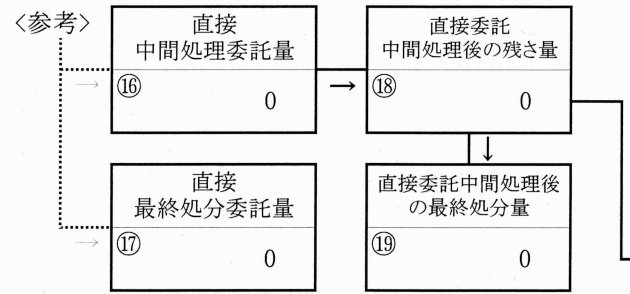 〈参考〉
直接
中間処理委託量
→
⑯
0
→
直接委託
中間処理後の残さ量
⑱
0
↓
直接
最終処分委託量
→
⑰
0
直接委託中間処理後
の最終処分量
⑲
0